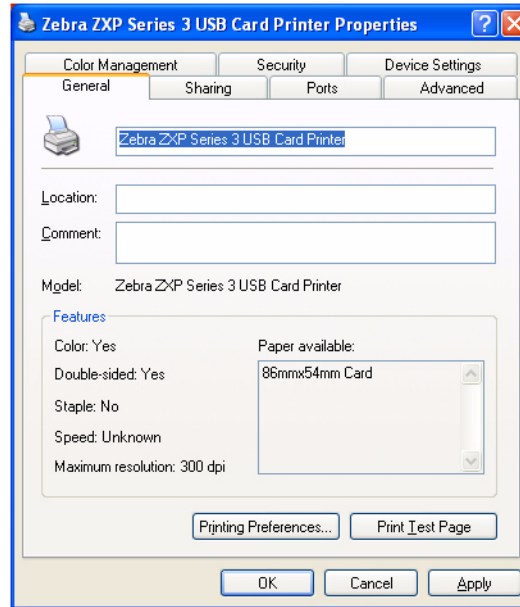 Zebra ZXP Series 3 USB Card Printer Properties
Color Management Security Device Settings
General Sharing Ports Advanced
Zebra ZXP Series 3 USB Card Printer
Location:
Comment:
Model: Zebra ZXP Series 3 USB Card Printer
Features
Color: Yes Paper available:
Double-sided: Yes 86mmx54mm Card
Staple: No
Speed: Unknown
Maximum resolution: 300 dpi
Printing Preferences... Print Test Page
OK Cancel Apply